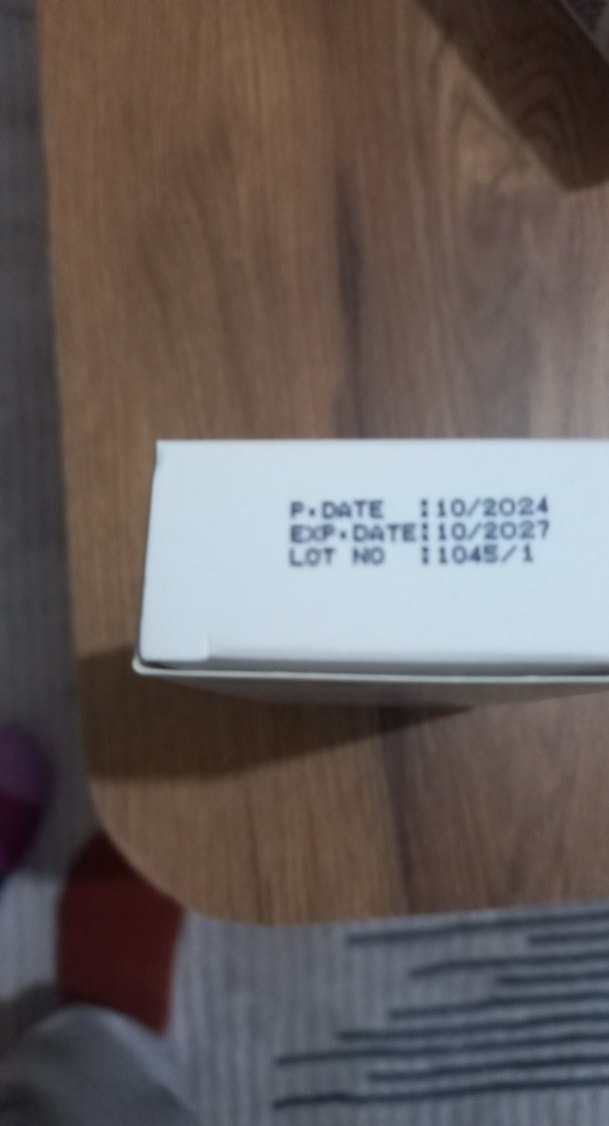 P.DATE :10/2024
EXP.DATE:10/2027
LOT NO :1045/1